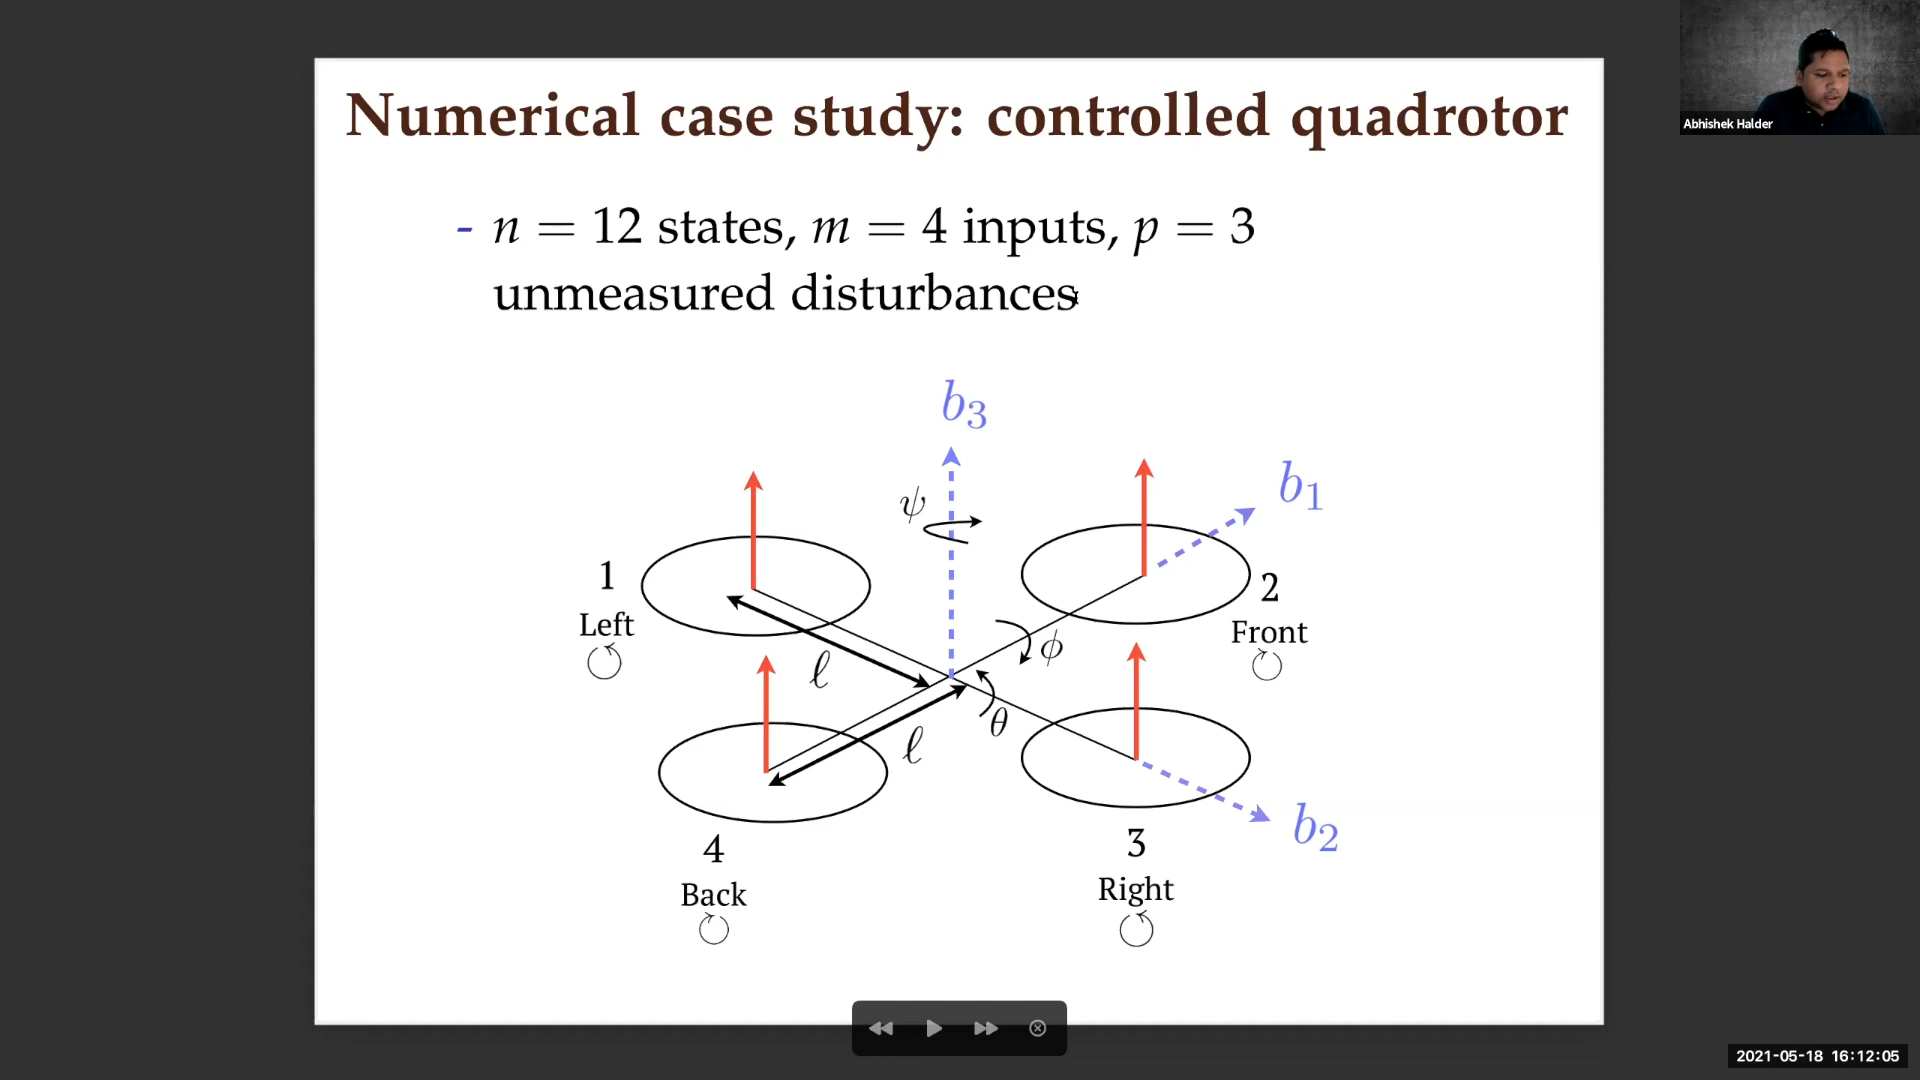 Numerical case study: controlled quadrotor
Abhishek Halder
- n = 12 states, m = 4 inputs, p = 3
unmeasured disturbances
b₃
b₁
ψ
1
Left
2
Front
ϕ
ℓ
θ
ℓ
b₂
4
Back
3
Right
2021-05-18 16:12:05